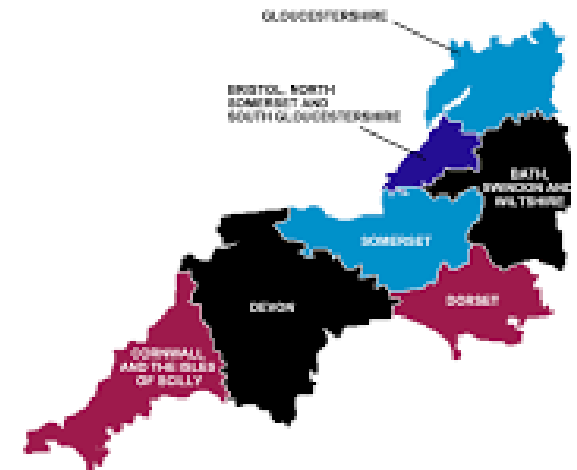 GLOUCESTERSHIRE
BRISTOL, NORTH
SOMERSET AND
SOUTH GLOUCESTERSHIRE
BATH,
SWINDON AND
WILTSHIRE
SOMERSET
DEVON
DORSET
CORNWALL
AND THE ISLES
OF SCILLY